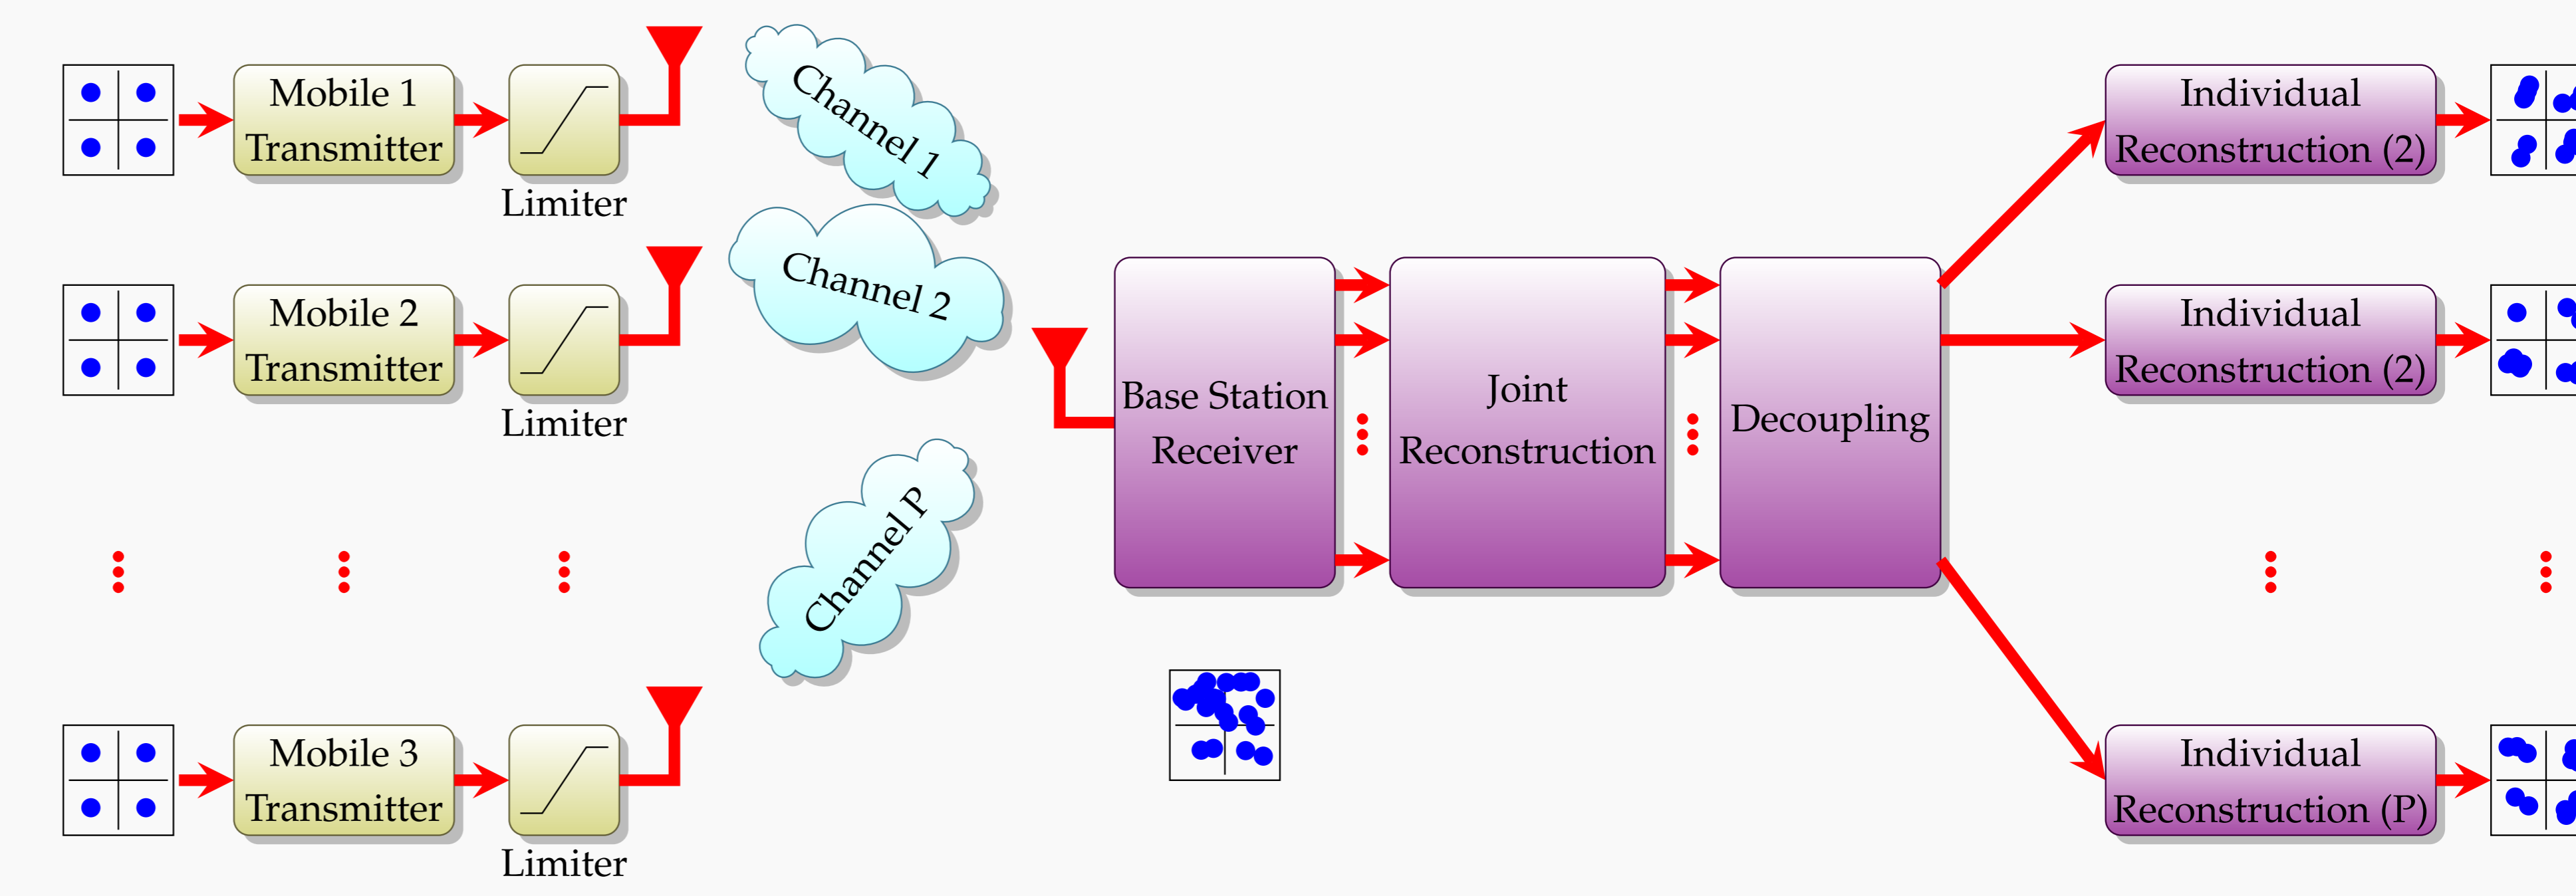 Mobile 1
Transmitter
Limiter
Channel 1
Mobile 2
Transmitter
Limiter
Channel 2
Channel P
Mobile 3
Transmitter
Limiter
Base Station
Receiver
Joint
Reconstruction
Decoupling
Individual
Reconstruction (2)
Individual
Reconstruction (2)
Individual
Reconstruction (P)